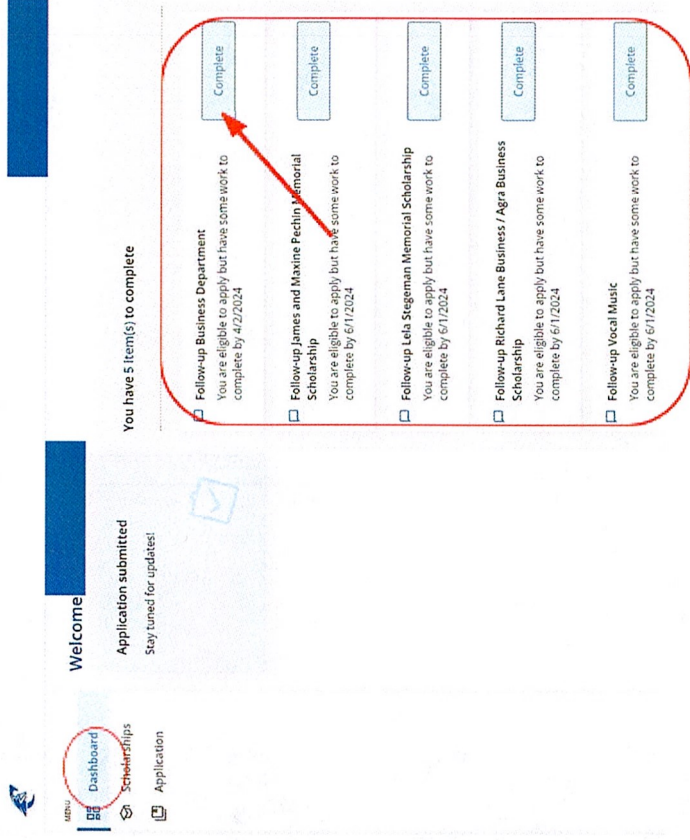 MENU
Dashboard
Scholarships
Application
Welcome
Application submitted
Stay tuned for updates!
You have 5 item(s) to complete
Follow-up Business Department
You are eligible to apply but have some work to
complete by 4/2/2024
Complete
Follow-up James and Maxine Pechin Memorial
Scholarship
You are eligible to apply but have some work to
complete by 6/1/2024
Complete
Follow-up Lela Stegeman Memorial Scholarship
You are eligible to apply but have some work to
complete by 6/1/2024
Complete
Follow-up Richard Lane Business / Agra Business
Scholarship
You are eligible to apply but have some work to
complete by 6/1/2024
Complete
Follow-up Vocal Music
You are eligible to apply but have some work to
complete by 6/1/2024
Complete